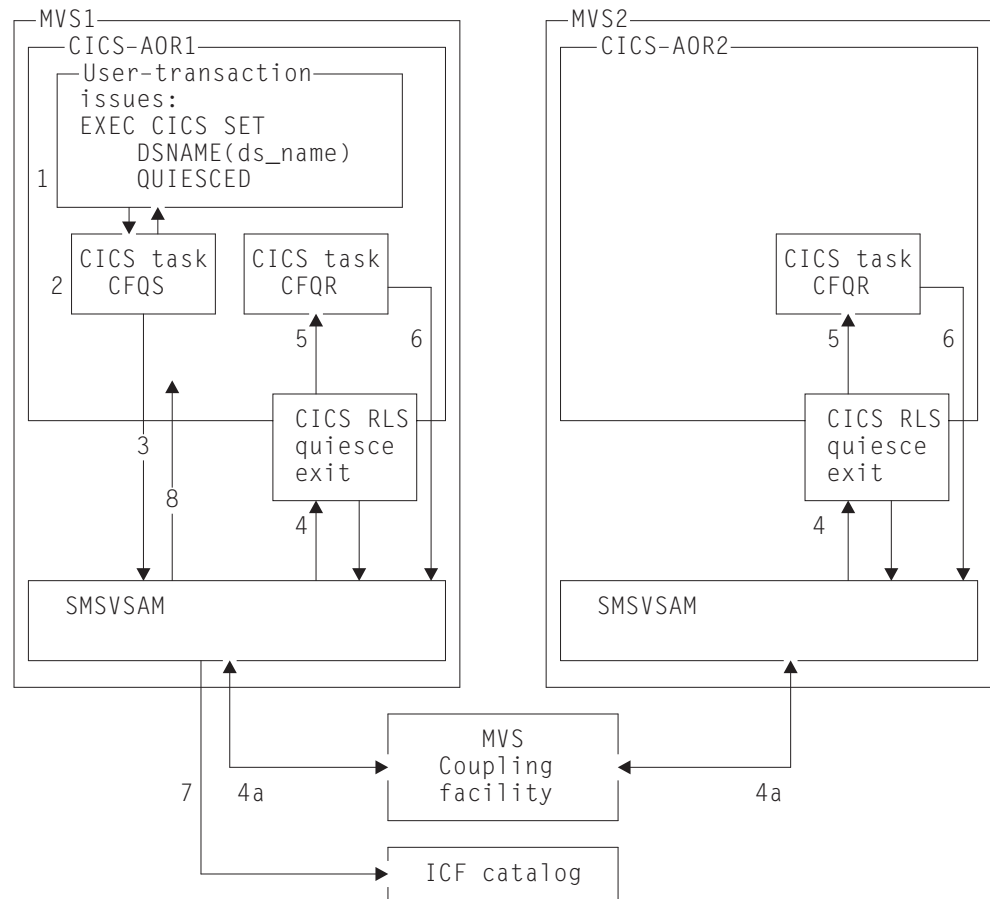 MVS1
CICS-AOR1
User-transaction
issues:
EXEC CICS SET
DSNAME(ds_name)
1 QUIESCED
CICS task
2 CFQS
CICS task
CFQR
5
6
3
8
CICS RLS
quiesce
exit
4
SMSVSAM
MVS2
CICS-AOR2
CICS task
CFQR
5
6
CICS RLS
quiesce
exit
4
SMSVSAM
MVS
Coupling
facility
7
4a
4a
ICF catalog